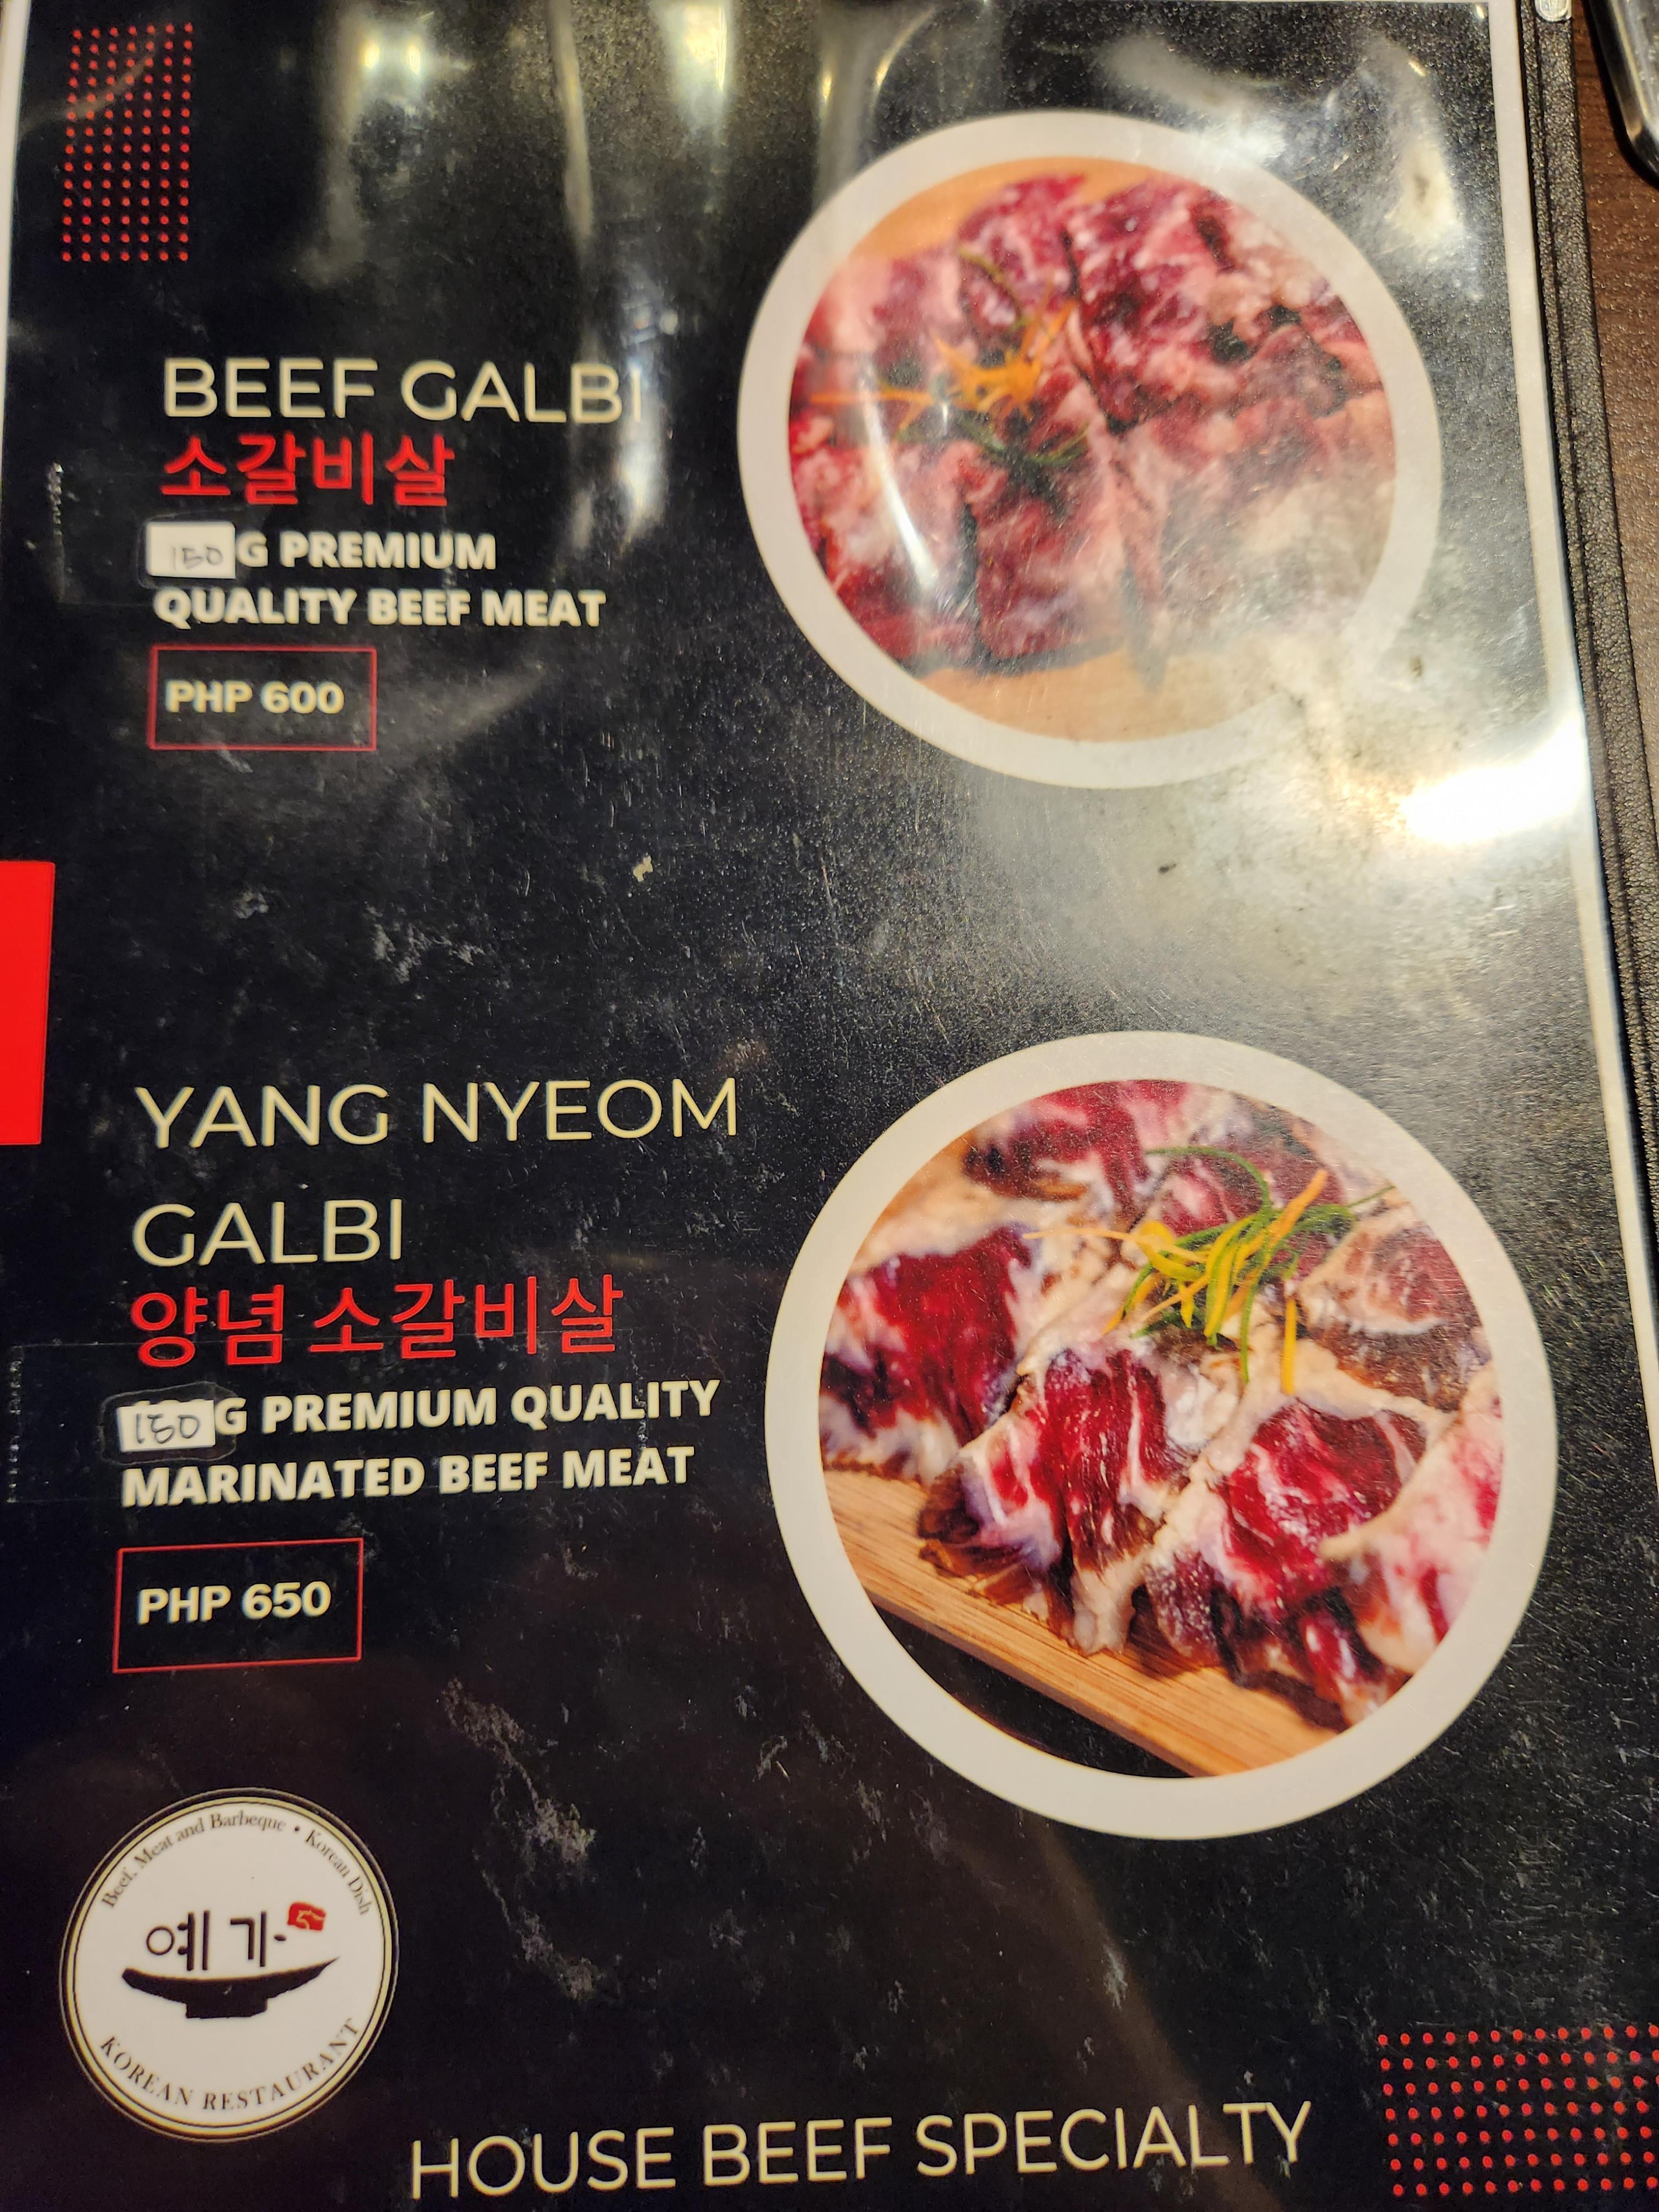 BEEF GALBI
소갈비살
150 G PREMIUM
QUALITY BEEF MEAT
PHP 600
YANG NYEOM
GALBI
양념 소갈비살
150 G PREMIUM QUALITY
MARINATED BEEF MEAT
PHP 650
Beef, Meat and Barbeque • Korean Dish
예가
KOREAN RESTAURANT
HOUSE BEEF SPECIALTY